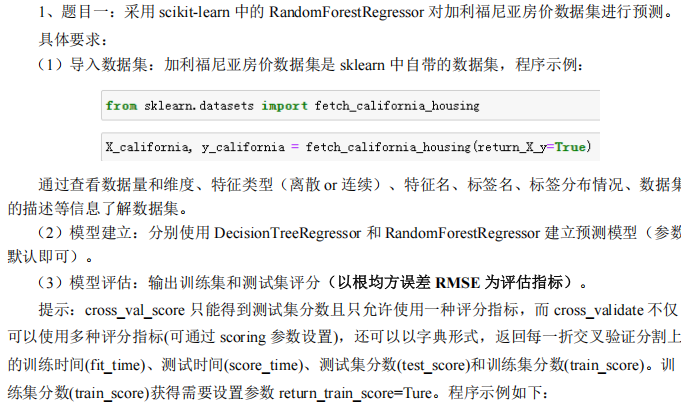 1、题目一：采用 scikit-learn 中的 RandomForestRegressor 对加利福尼亚房价数据集进行预测。
具体要求：
（1）导入数据集：加利福尼亚房价数据集是 sklearn 中自带的数据集，程序示例：
from sklearn.datasets import fetch_california_housing
X_california, y_california = fetch_california_housing(return_X_y=True)
通过查看数据量和维度、特征类型（离散 or 连续）、特征名、标签名、标签分布情况、数据集
的描述等信息了解数据集。
（2）模型建立：分别使用 DecisionTreeRegressor 和 RandomForestRegressor 建立预测模型（参数
默认即可）。
（3）模型评估：输出训练集和测试集评分（以根均方误差 RMSE 为评估指标）。
提示：cross_val_score 只能得到测试集分数且只允许使用一种评分指标，而 cross_validate 不仅
可以使用多种评分指标(可通过 scoring 参数设置)，还可以以字典形式，返回每一折交叉验证分割上
的训练时间(fit_time)、测试时间(score_time)、测试集分数(test_score)和训练集分数(train_score)。训
练集分数(train_score)获得需要设置参数 return_train_score=Ture。程序示例如下：